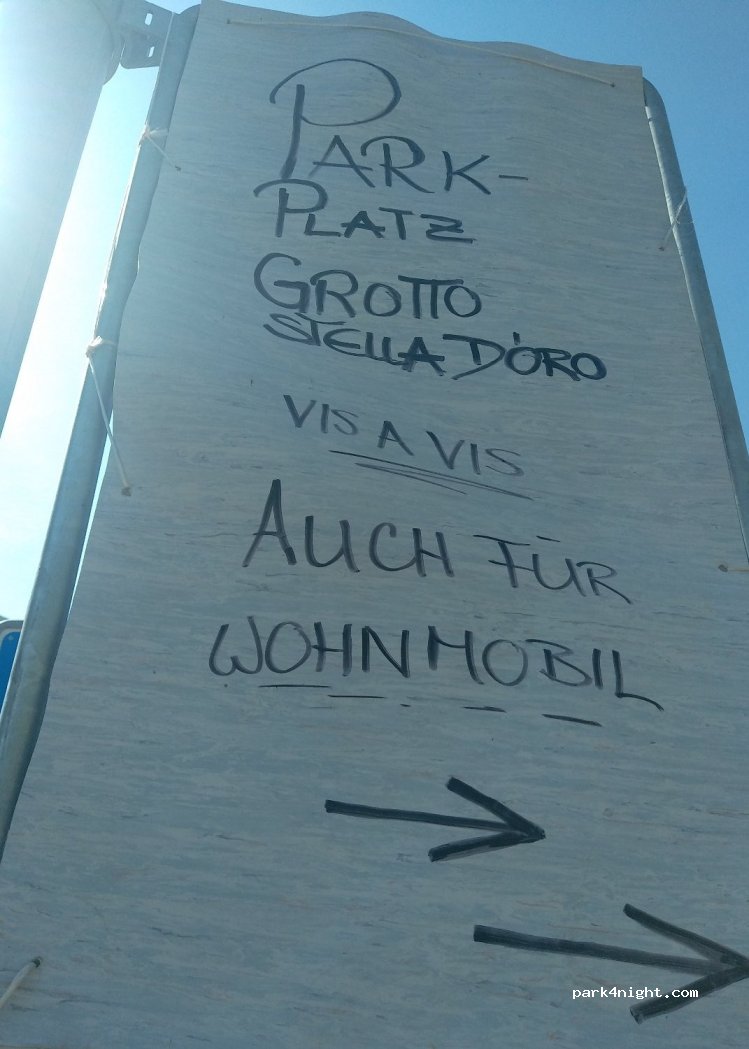 PARK-
PLATZ
GROTTO
STELLA D'ORO
VIS A VIS
AUCH FÜR
WOHNMOBIL
park4night.com